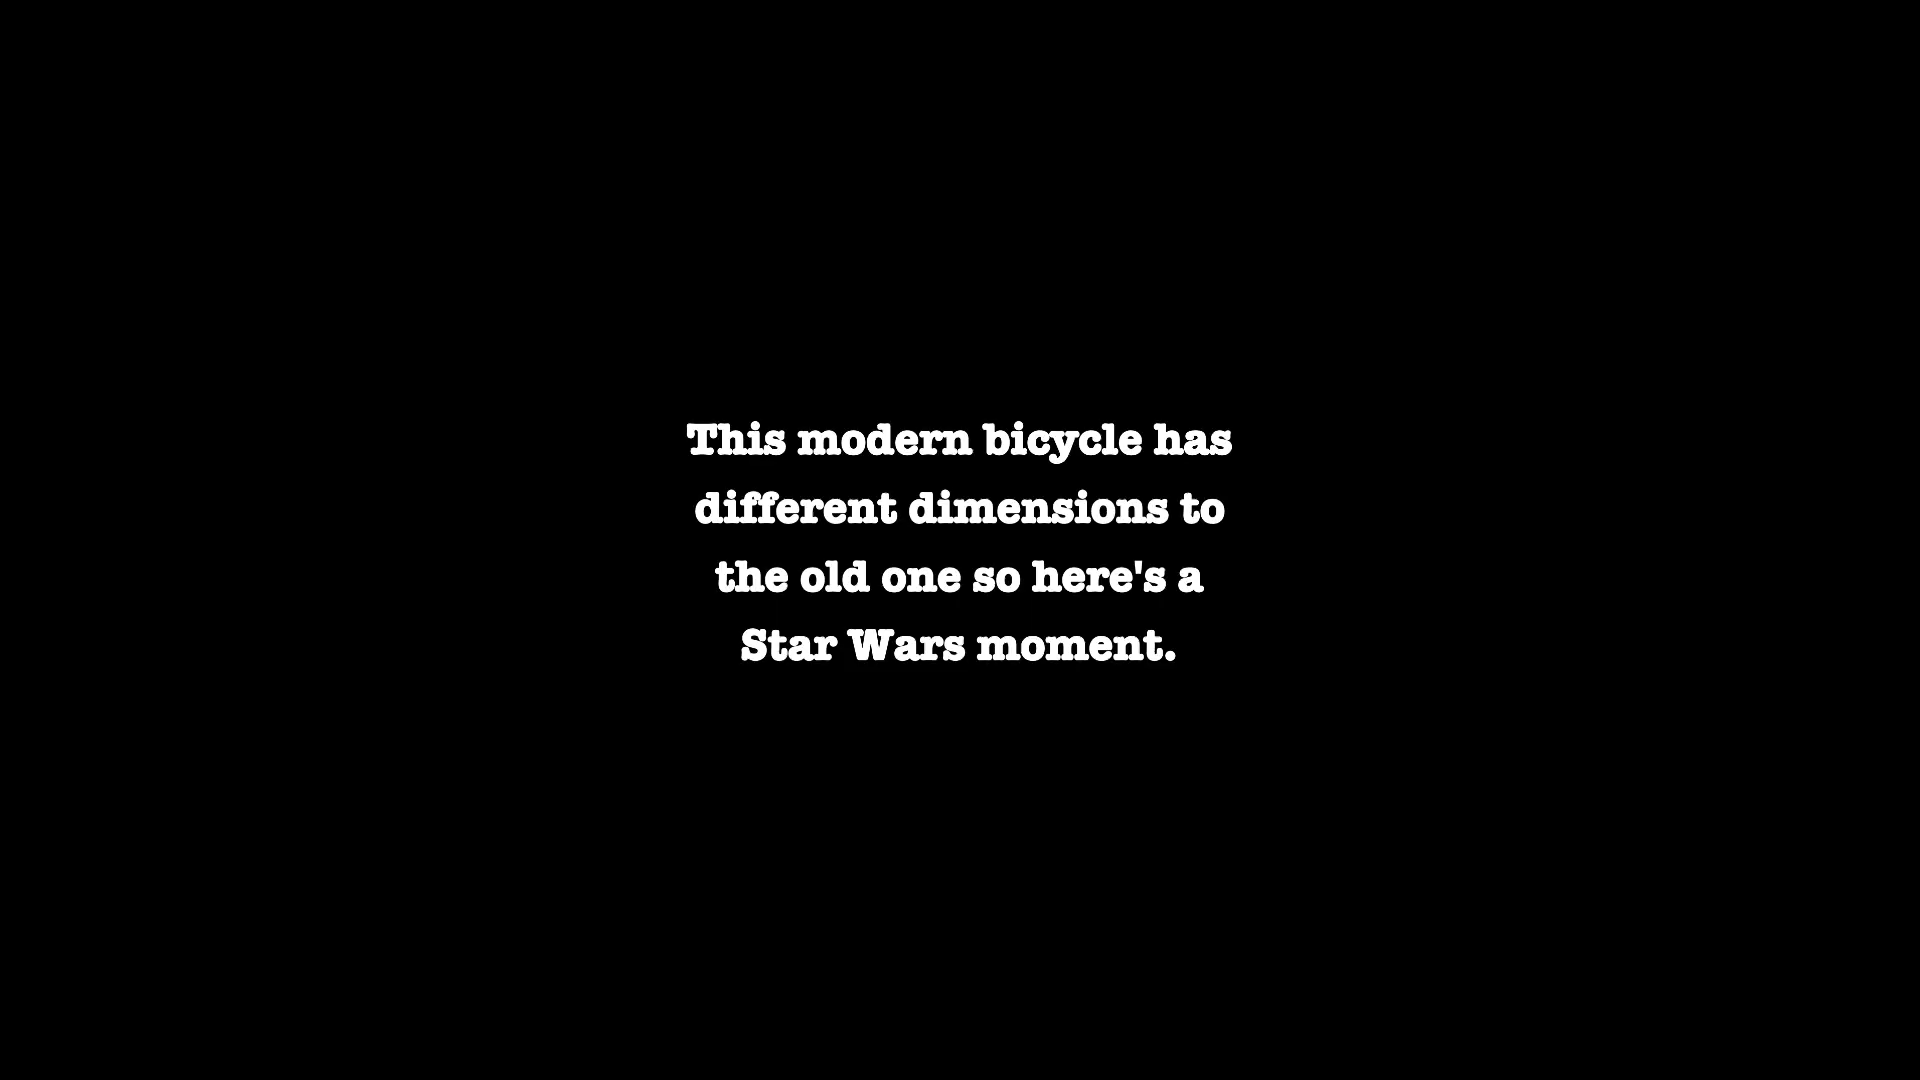 This modern bicycle has
different dimensions to
the old one so here's a
Star Wars moment.